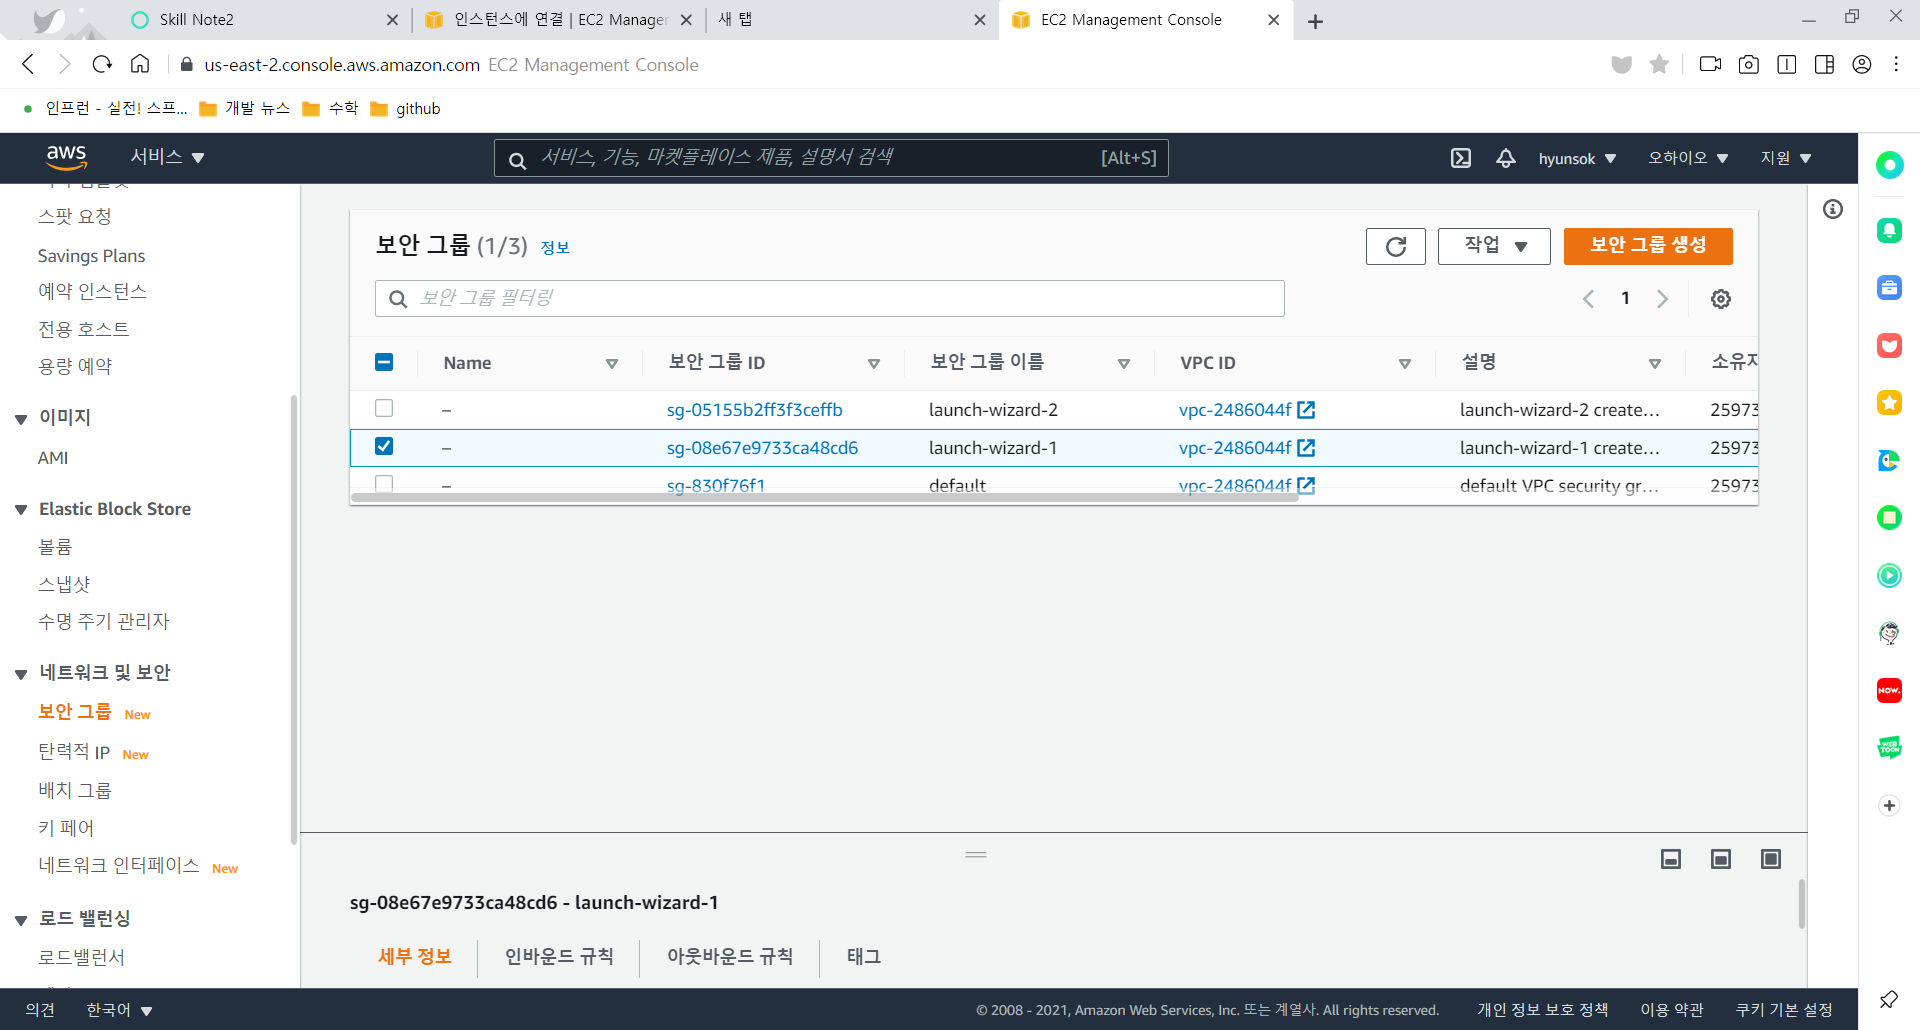 Skill Note2
인스턴스에 연결 | EC2 Manager
새 탭
EC2 Management Console
us-east-2.console.aws.amazon.com EC2 Management Console
인프런 - 실전! 스프...
개발 뉴스
수학
github
aws
서비스
서비스, 기능, 마켓플레이스 제품, 설명서 검색
[Alt+S]
hyunsok
오하이오
지원
스팟 요청
Savings Plans
예약 인스턴스
전용 호스트
용량 예약
이미지
AMI
Elastic Block Store
볼륨
스냅샷
수명 주기 관리자
네트워크 및 보안
보안 그룹 New
탄력적 IP New
배치 그룹
키 페어
네트워크 인터페이스 New
로드 밸런싱
로드밸런서
보안 그룹 (1/3) 정보
작업
보안 그룹 생성
보안 그룹 필터링
1
Name 보안 그룹 ID 보안 그룹 이름 VPC ID 설명 소유자
– sg-05155b2ff3f3ceffb launch-wizard-2 vpc-2486044f launch-wizard-2 create... 25973
– sg-08e67e9733ca48cd6 launch-wizard-1 vpc-2486044f launch-wizard-1 create... 25973
– sg-830f76f1 default vpc-2486044f default VPC security gr... 25973
sg-08e67e9733ca48cd6 - launch-wizard-1
세부 정보
인바운드 규칙
아웃바운드 규칙
태그
NOW.
WEB
TOON
의견
한국어
© 2008 - 2021, Amazon Web Services, Inc. 또는 계열사. All rights reserved.
개인 정보 보호 정책
이용 약관
쿠키 기본 설정